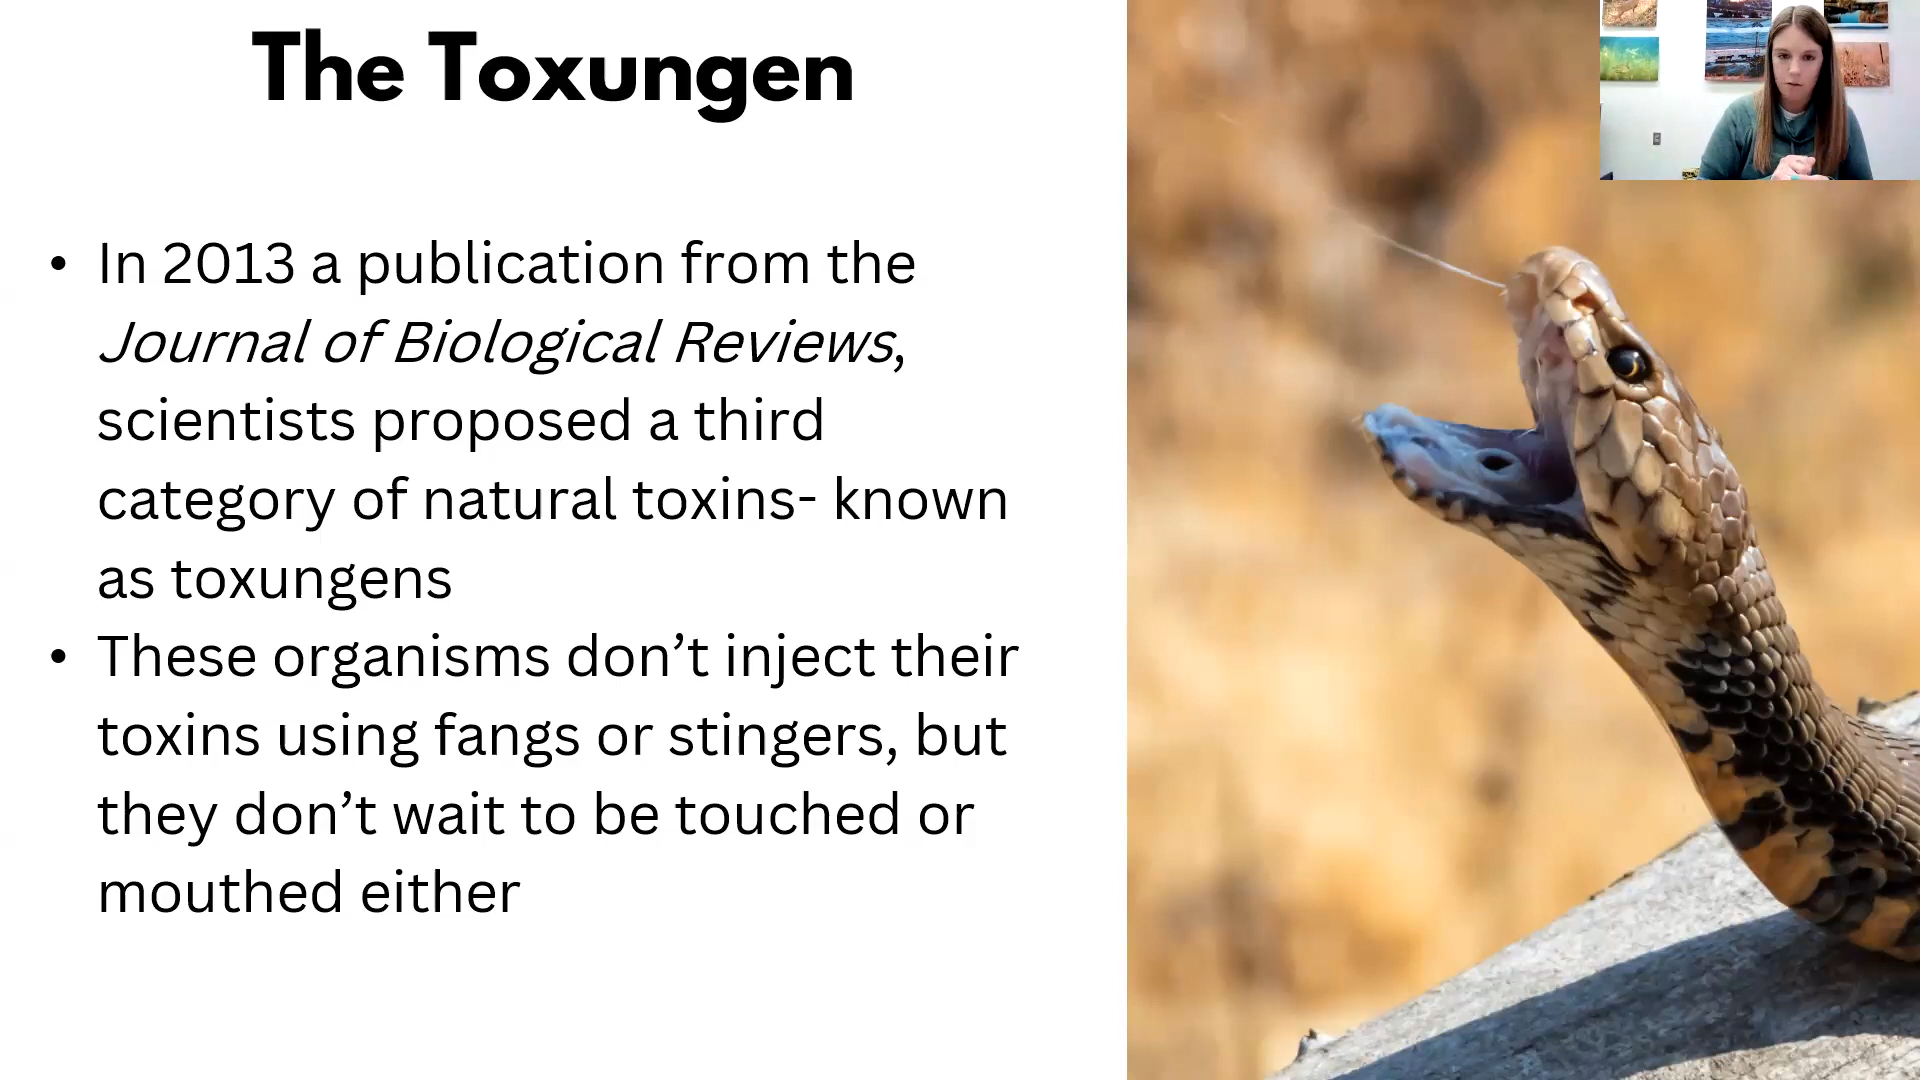 The Toxungen
• In 2013 a publication from the
Journal of Biological Reviews,
scientists proposed a third
category of natural toxins- known
as toxungens
• These organisms don’t inject their
toxins using fangs or stingers, but
they don’t wait to be touched or
mouthed either